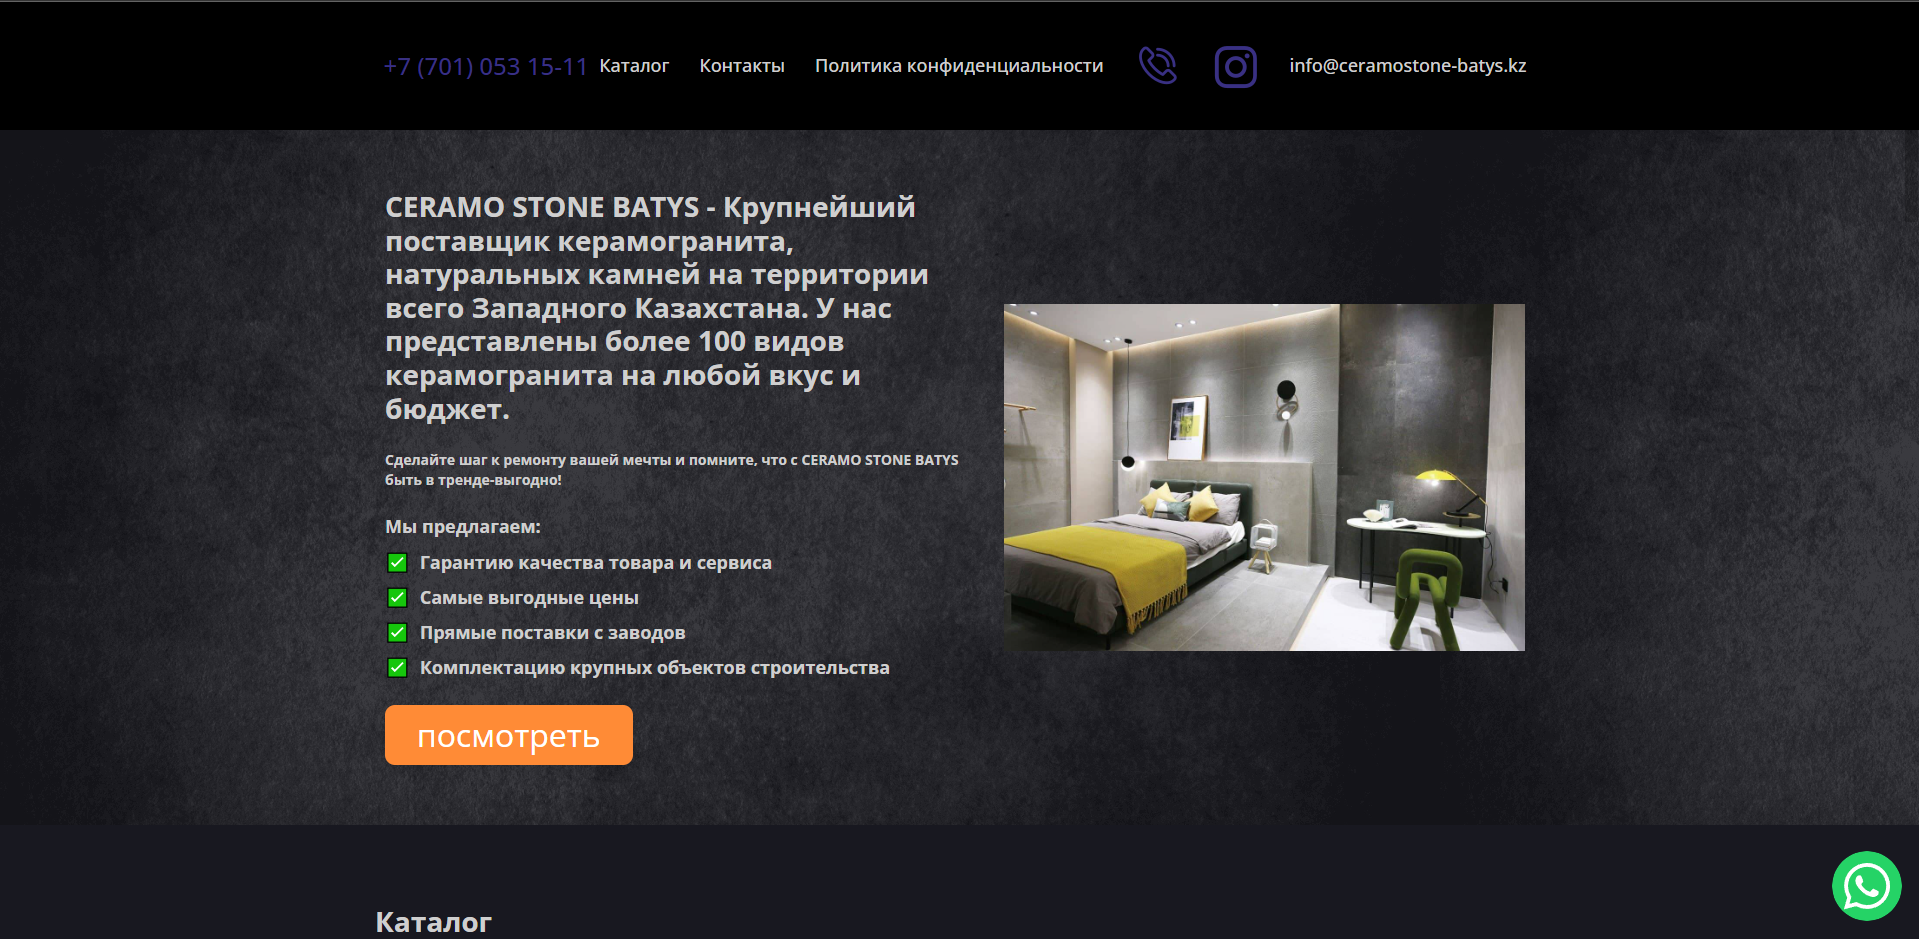 +7 (701) 053 15-11 Каталог Контакты Политика конфиденциальности info@ceramostone-batys.kz
CERAMO STONE BATYS - Крупнейший
поставщик керамогранита,
натуральных камней на территории
всего Западного Казахстана. У нас
представлены более 100 видов
керамогранита на любой вкус и
бюджет.
Сделайте шаг к ремонту вашей мечты и помните, что с CERAMO STONE BATYS
быть в тренде-выгодно!
Мы предлагаем:
Гарантию качества товара и сервиса
Самые выгодные цены
Прямые поставки с заводов
Комплектацию крупных объектов строительства
посмотреть
Каталог